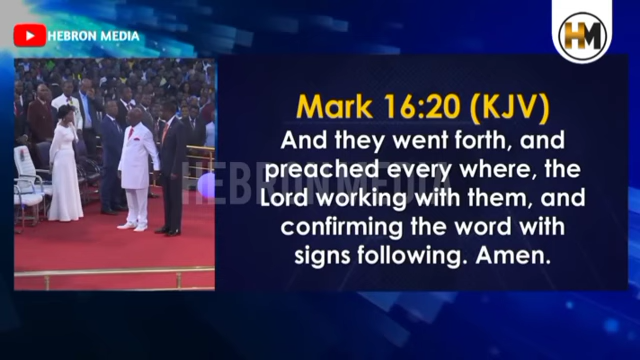 HEBRON MEDIA
HM
Mark 16:20 (KJV)
And they went forth, and
preached every where, the
Lord working with them, and
confirming the word with
signs following. Amen.
HEBRON MEDIA